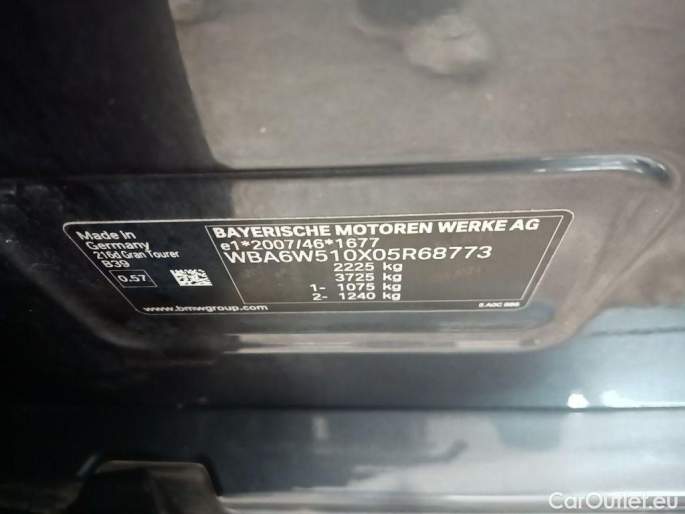 Made in
Germany
216d Gran Tourer
B39
0.57
www.bmwgroup.com
BAYERISCHE MOTOREN WERKE AG
e1*2007/46*1677
WBA6W510X05R68773
2225 kg
3725 kg
1- 1075 kg
2- 1240 kg
CarOutlet.eu